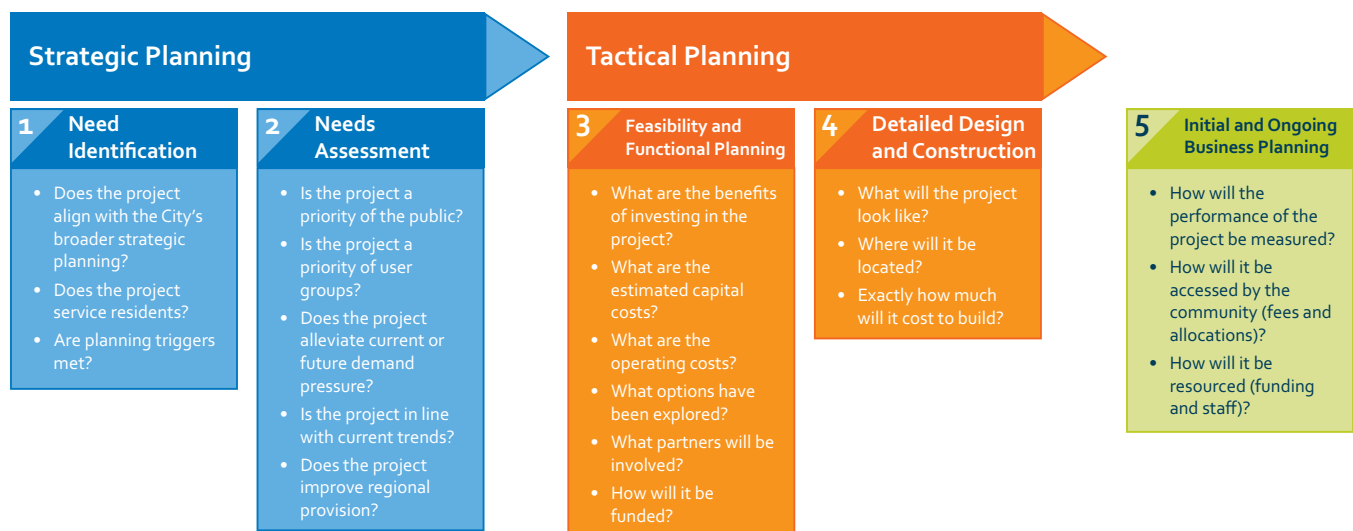 Strategic Planning
Tactical Planning
1
Need
Identification
• Does the project
align with the City’s
broader strategic
planning?
• Does the project
service residents?
• Are planning triggers
met?
2
Needs
Assessment
• Is the project a
priority of the public?
• Is the project a
priority of user
groups?
• Does the project
alleviate current or
future demand
pressure?
• Is the project in line
with current trends?
• Does the project
improve regional
provision?
3
Feasibility and
Functional Planning
• What are the benefits
of investing in the
project?
• What are the
estimated capital
costs?
• What are the
operating costs?
• What options have
been explored?
• What partners will be
involved?
• How will it be
funded?
4
Detailed Design
and Construction
• What will the project
look like?
• Where will it be
located?
• Exactly how much
will it cost to build?
5
Initial and Ongoing
Business Planning
• How will the
performance of the
project be measured?
• How will it be
accessed by the
community (fees and
allocations)?
• How will it be
resourced (funding
and staff)?